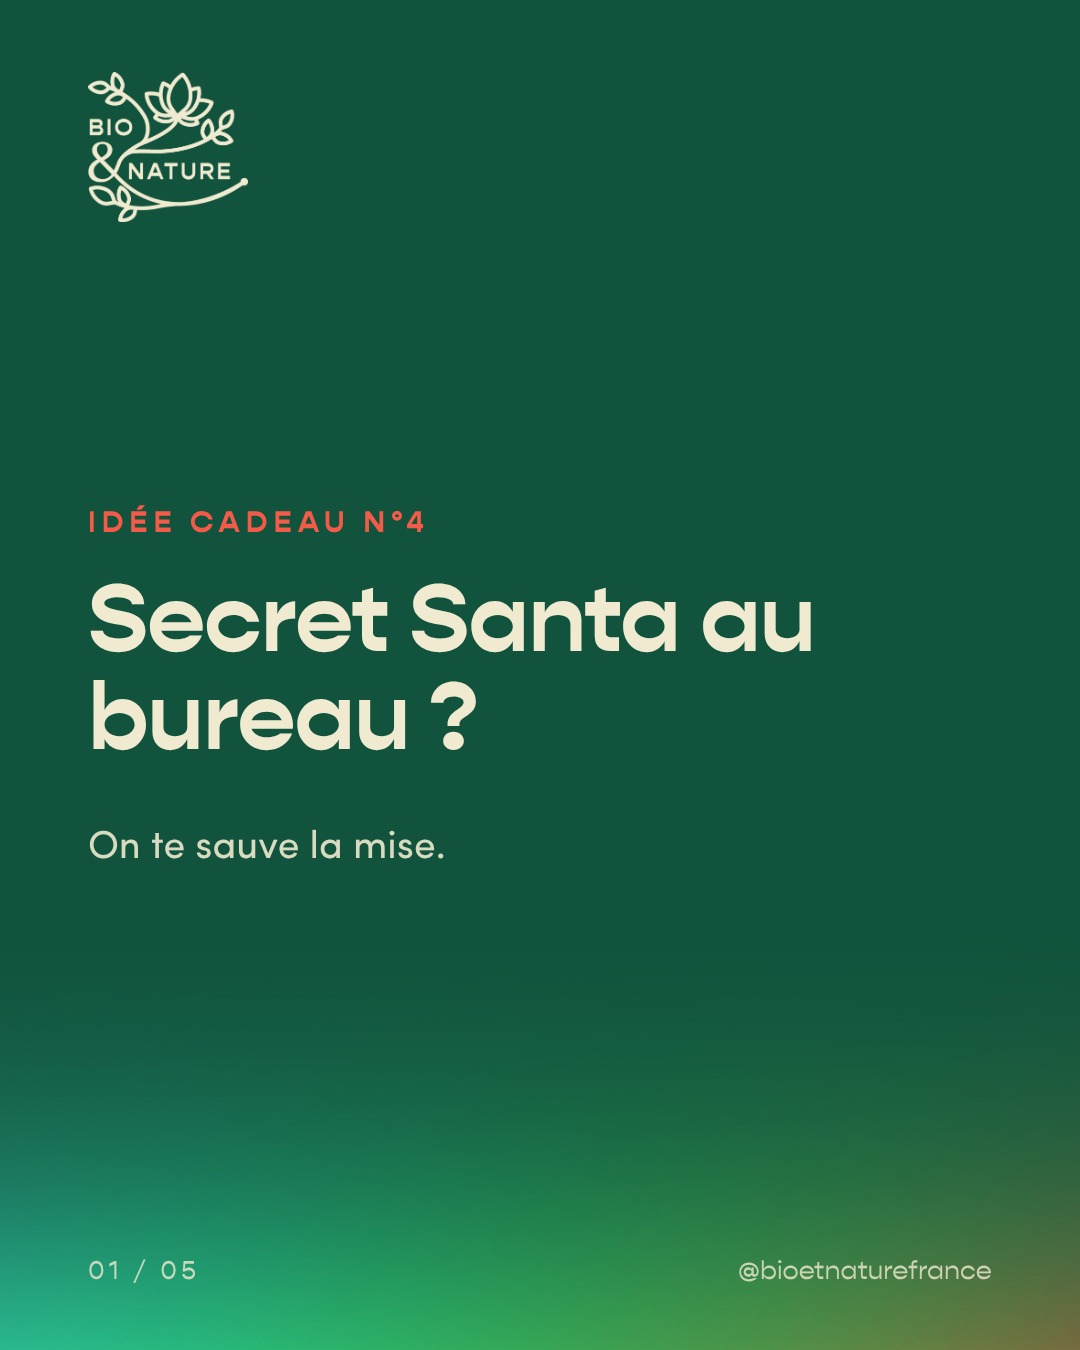 BIO
& NATURE
IDÉE CADEAU N°4
Secret Santa au
bureau ?
On te sauve la mise.
01 / 05
@bioetnaturefrance